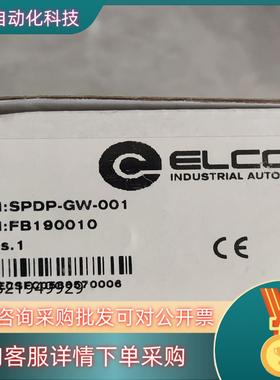 自动化科技
ELCO
INDUSTRIAL AUTO
:SPDP-GW-001
:FB190010
s.1
CE
咨询采购批发可对公开票
客服详情下单采购